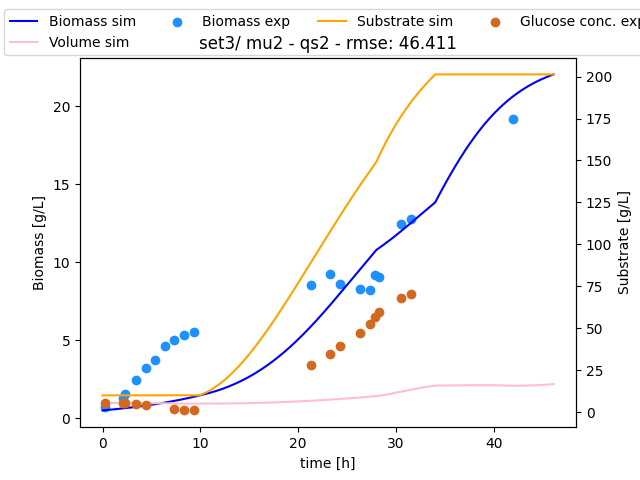 Biomass sim Biomass exp Substrate sim Glucose conc. exp
Volume sim
set3/ mu2 - qs2 - rmse: 46.411
20
15
10
5
0
Biomass [g/L]
200
175
150
125
100
75
50
25
0
Substrate [g/L]
0 10 20 30 40
time [h]